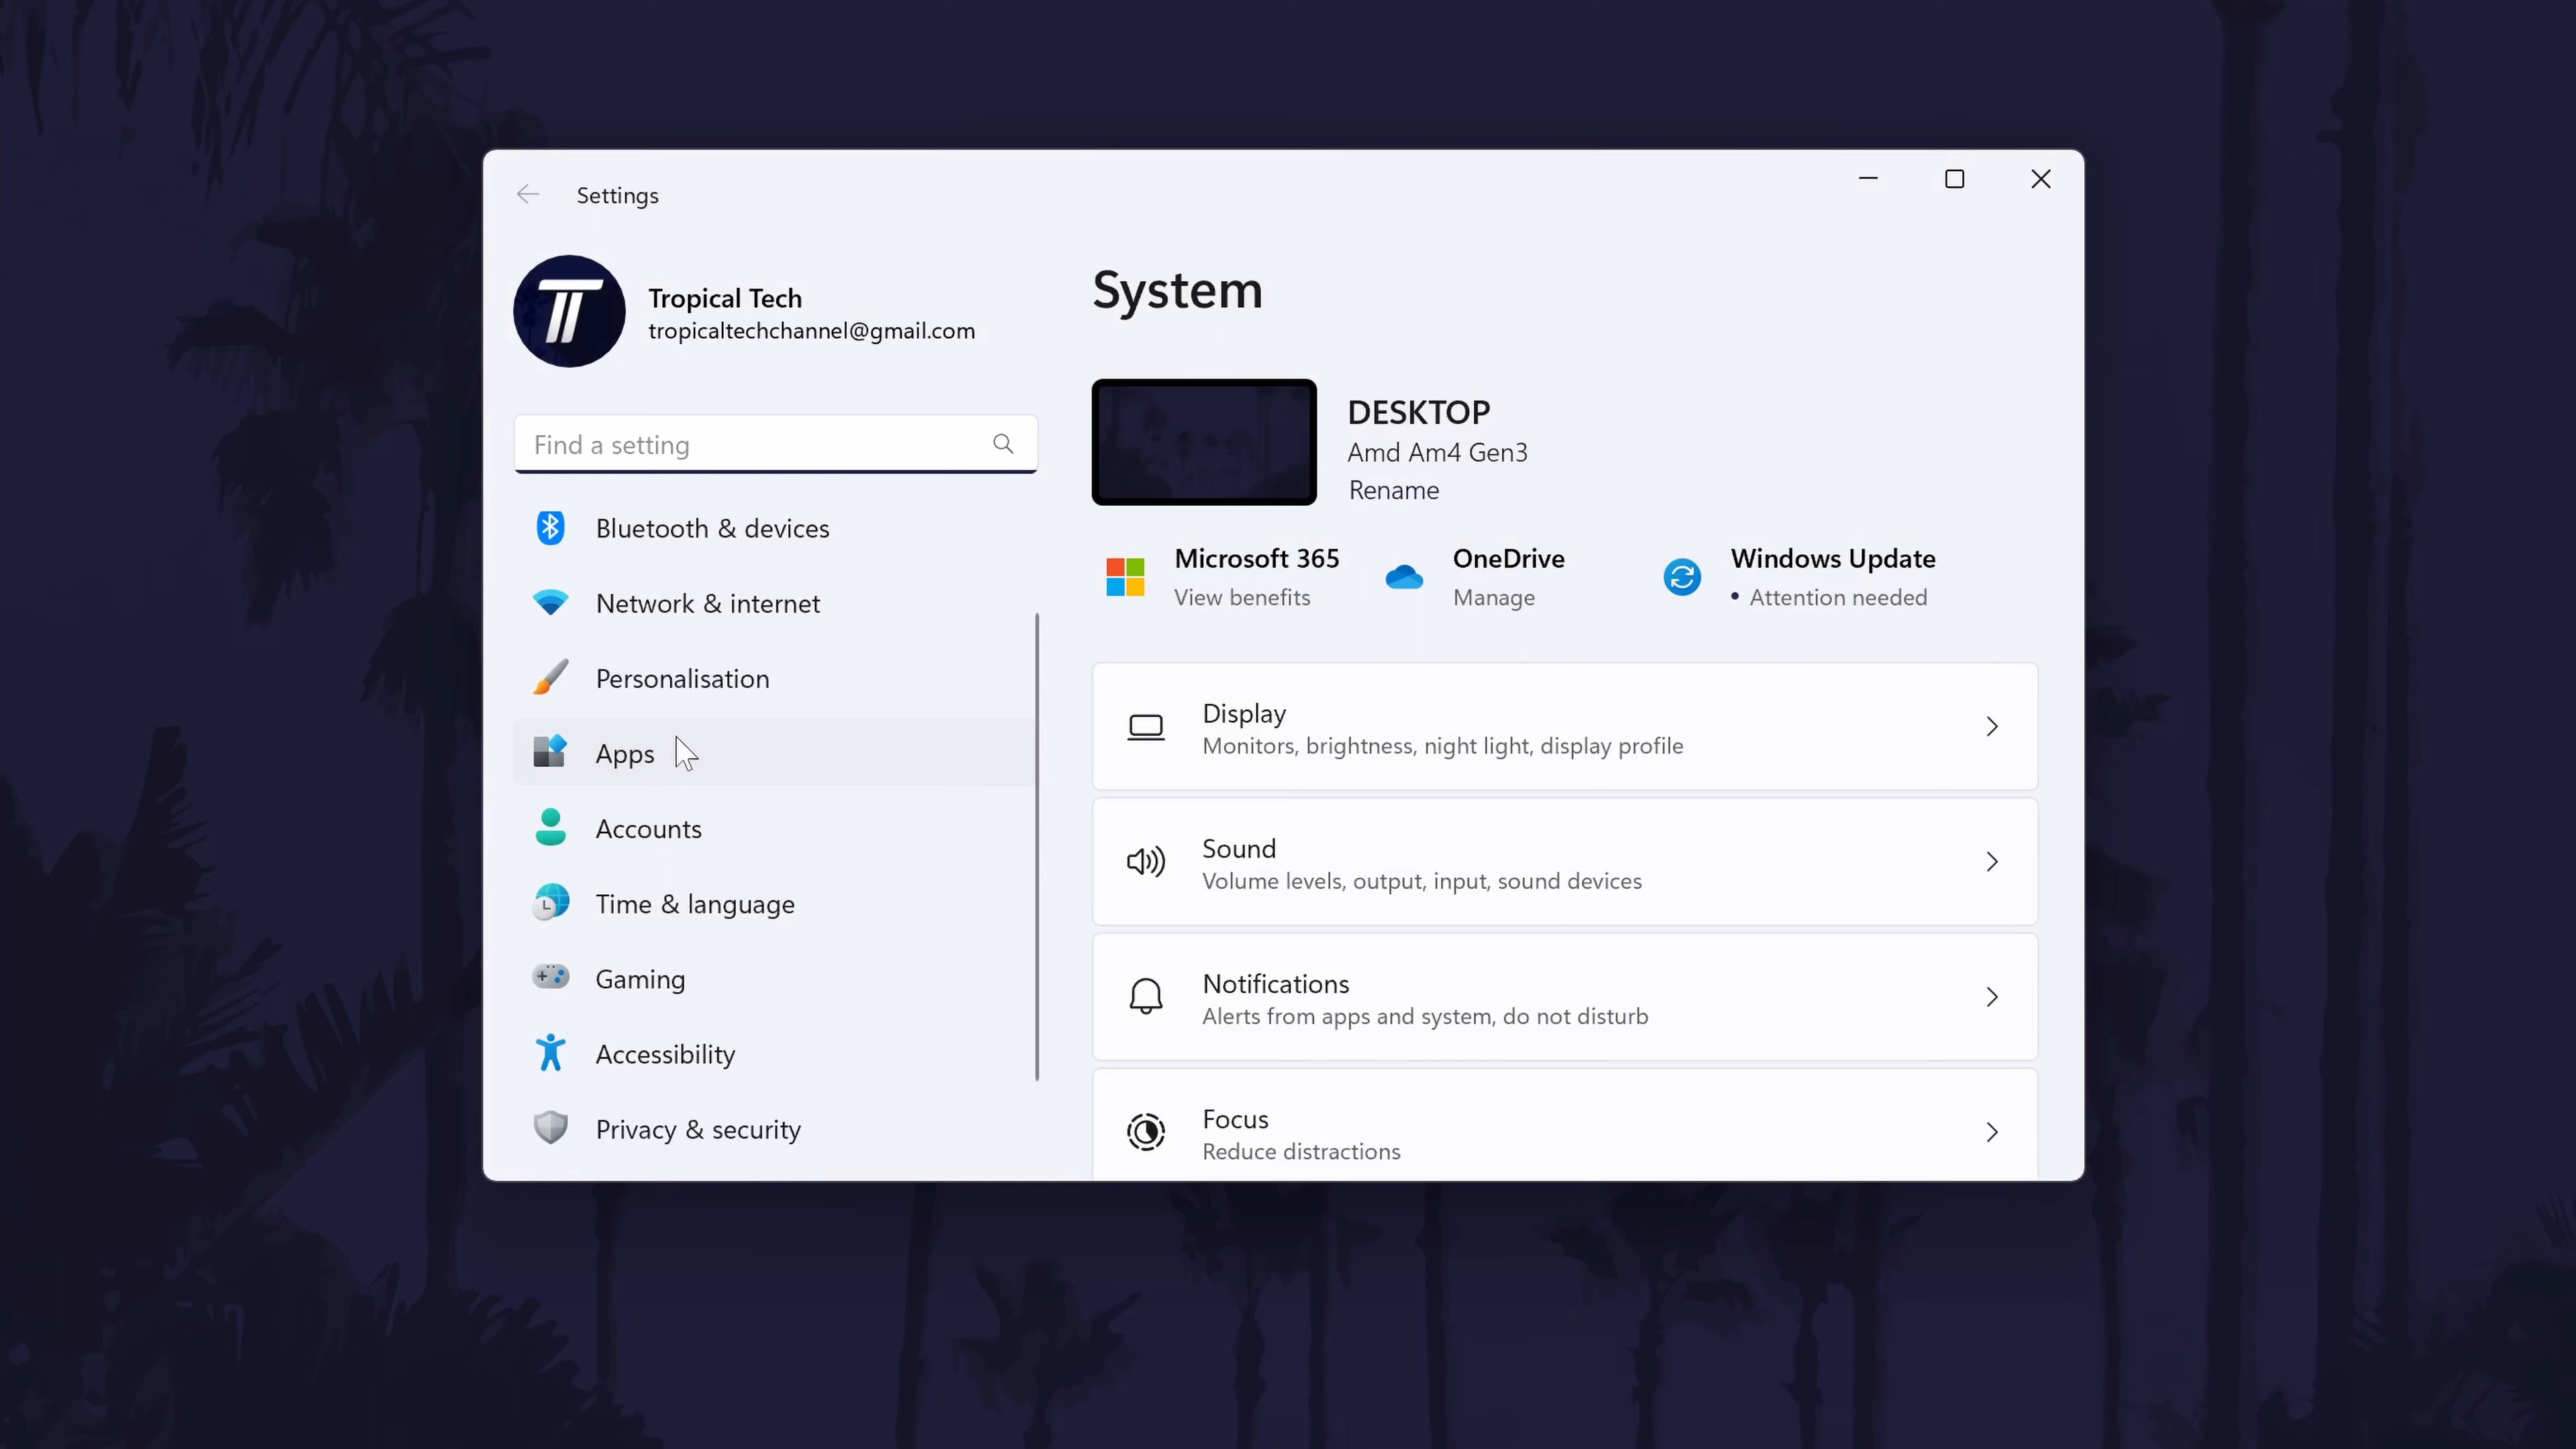 Settings
Tropical Tech
tropicaltechchannel@gmail.com
Find a setting
Bluetooth & devices
Network & internet
Personalisation
Apps
Accounts
Time & language
Gaming
Accessibility
Privacy & security
System
DESKTOP
Amd Am4 Gen3
Rename
Microsoft 365
View benefits
OneDrive
Manage
Windows Update
• Attention needed
Display
Monitors, brightness, night light, display profile
Sound
Volume levels, output, input, sound devices
Notifications
Alerts from apps and system, do not disturb
Focus
Reduce distractions